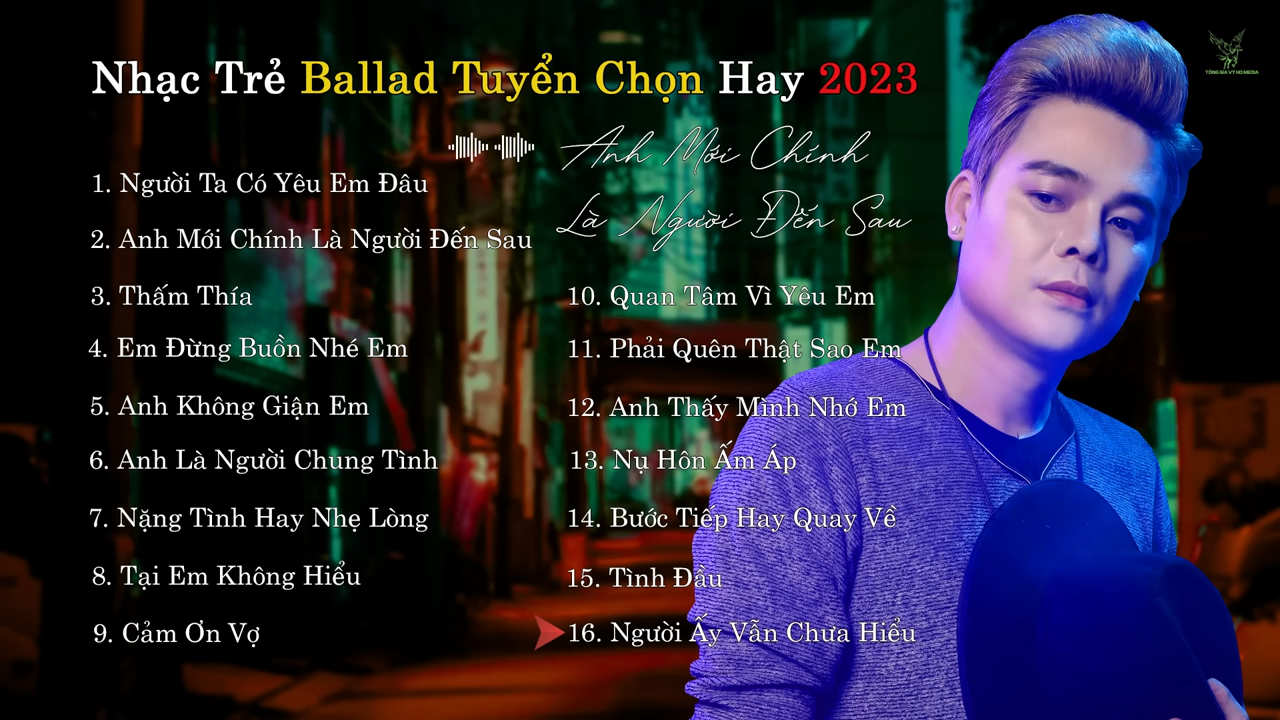 Nhạc Trẻ Ballad Tuyển Chọn Hay 2023
TỐNG GIA VT HD MEDIA
Anh Mới Chính
Là Người Đến Sau
1. Người Ta Có Yêu Em Đâu
2. Anh Mới Chính Là Người Đến Sau
3. Thấm Thía
4. Em Đừng Buồn Nhé Em
5. Anh Không Giận Em
6. Anh Là Người Chung Tình
7. Nặng Tình Hay Nhẹ Lòng
8. Tại Em Không Hiểu
9. Cảm Ơn Vợ
10. Quan Tâm Vì Yêu Em
11. Phải Quên Thật Sao Em
12. Anh Thấy Mình Nhớ Em
13. Nụ Hôn Ấm Áp
14. Bước Tiếp Hay Quay Về
15. Tình Đầu
16. Người Ấy Vẫn Chưa Hiểu